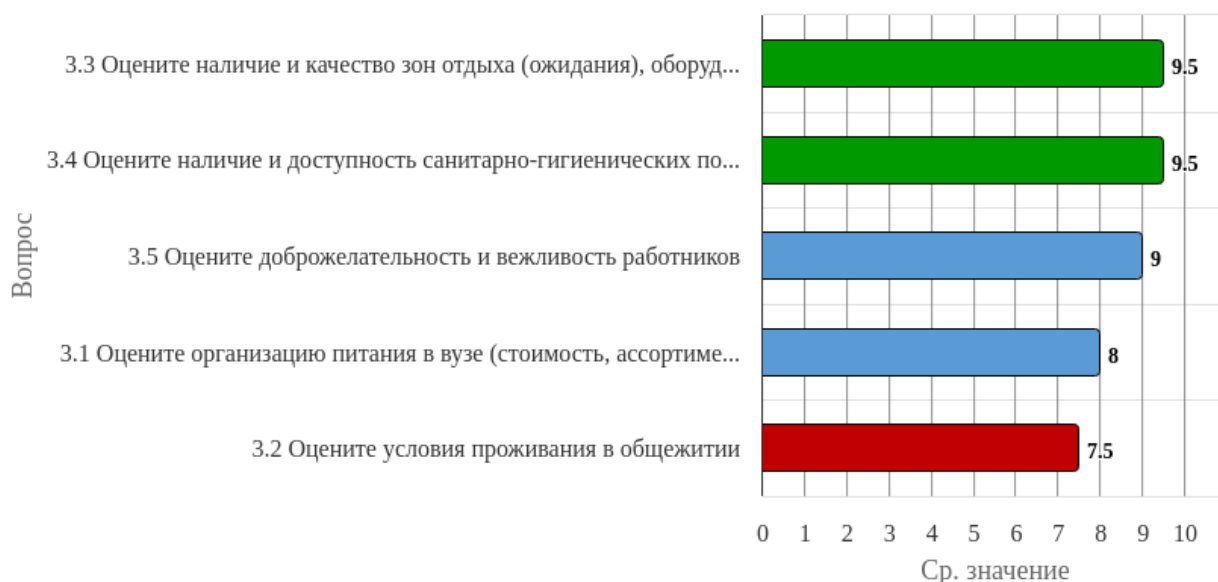 3.3 Оцените наличие и качество зон отдыха (ожидания), оборуд...
9.5
3.4 Оцените наличие и доступность санитарно-гигиенических по...
9.5
3.5 Оцените доброжелательность и вежливость работников
9
3.1 Оцените организацию питания в вузе (стоимость, ассортиме...
8
3.2 Оцените условия проживания в общежитии
7.5
Вопрос
0 1 2 3 4 5 6 7 8 9 10
Ср. значение